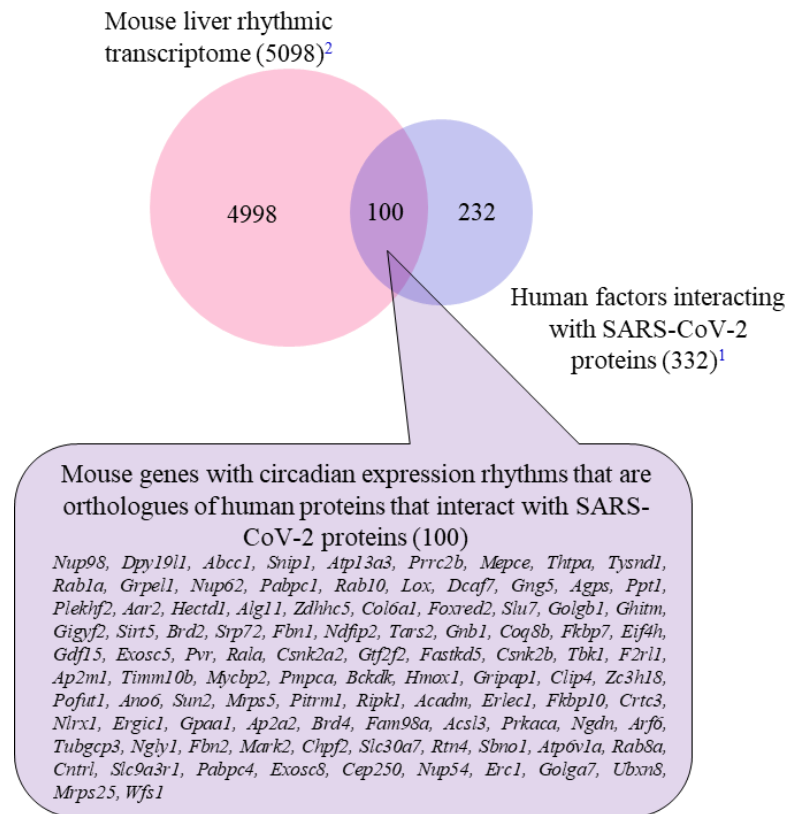 Mouse liver rhythmic
transcriptome (5098)2
4998
100
232
Human factors interacting
with SARS-CoV-2
proteins (332)1
Mouse genes with circadian expression rhythms that are
orthologues of human proteins that interact with SARS-
CoV-2 proteins (100)
Nup98, Dpy19l1, Abcc1, Snip1, Atp13a3, Prrc2b, Mepce, Thtpa, Tysnd1,
Rab1a, Grpel1, Nup62, Pabpc1, Rab10, Lox, Dcaf7, Gng5, Agps, Ppt1,
Plekhf2, Aar2, Hectd1, Alg11, Zdhhc5, Col6a1, Foxred2, Slu7, Golgb1, Ghitm,
Gigyf2, Sirt5, Brd2, Srp72, Fbn1, Ndfip2, Tars2, Gnb1, Coq8b, Fkbp7, Eif4h,
Gdf15, Exosc5, Pvr, Rala, Csnk2a2, Gtf2f2, Fastkd5, Csnk2b, Tbk1, F2rl1,
Ap2m1, Timm10b, Mycbp2, Pmpca, Bckdk, Hmox1, Gripap1, Clip4, Zc3h18,
Pofut1, Ano6, Sun2, Mrps5, Pitrm1, Ripk1, Acadm, Erlec1, Fkbp10, Crtc3,
Nlrx1, Ergic1, Gpaa1, Ap2a2, Brd4, Fam98a, Acsl3, Prkaca, Ngdn, Arf6,
Tubgcp3, Ngly1, Fbn2, Mark2, Chpf2, Slc30a7, Rtn4, Sbno1, Atp6v1a, Rab8a,
Cntrl, Slc9a3r1, Pabpc4, Exosc8, Cep250, Nup54, Erc1, Golga7, Ubxn8,
Mrps25, Wfs1